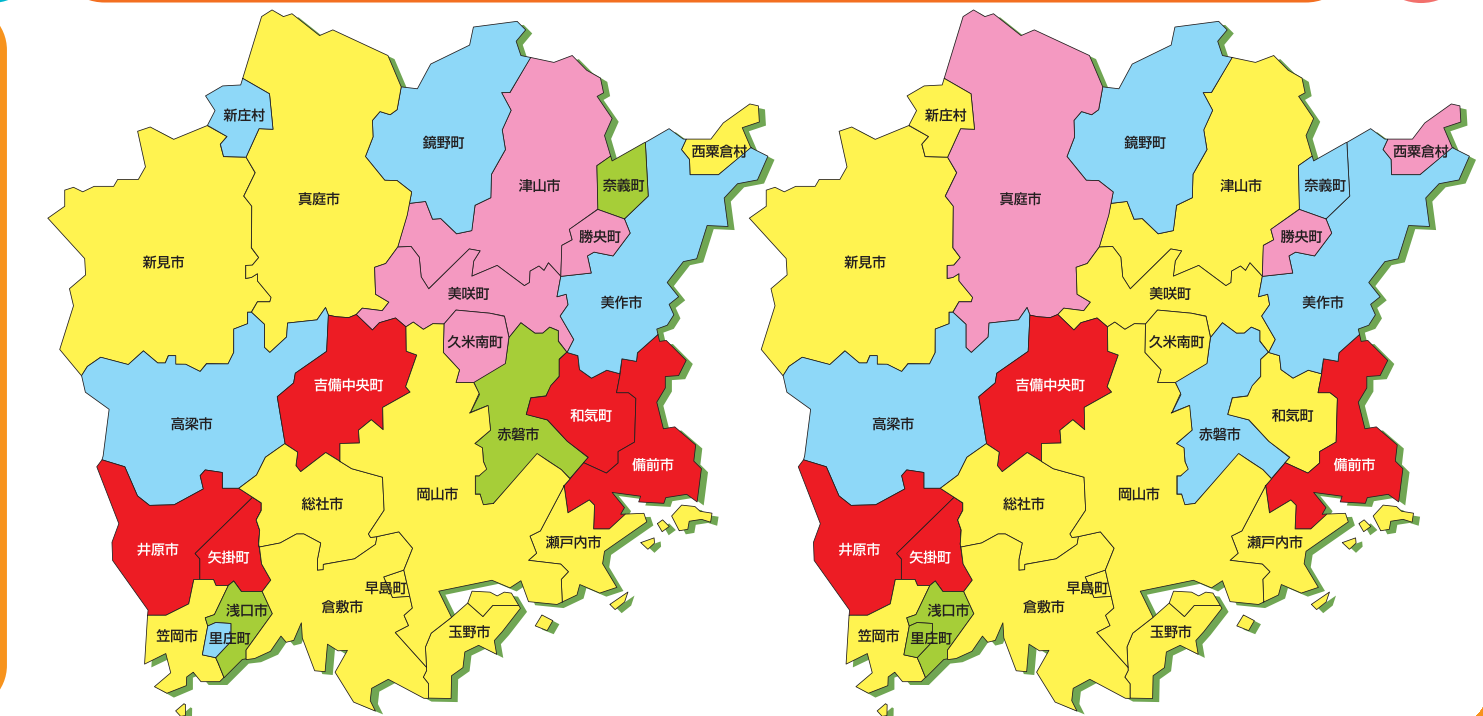 新庄村
鏡野町
西粟倉村
真庭市
津山市
奈義町
勝央町
新見市
美咲町
美作市
久米南町
吉備中央町
高梁市
赤磐市
和気町
備前市
総社市
岡山市
井原市
矢掛町
瀬戸内市
早島町
浅口市
倉敷市
笠岡市
里庄町
玉野市
新庄村
鏡野町
西粟倉村
真庭市
津山市
奈義町
勝央町
新見市
美咲町
美作市
久米南町
吉備中央町
高梁市
赤磐市
和気町
備前市
総社市
岡山市
井原市
矢掛町
瀬戸内市
早島町
浅口市
倉敷市
笠岡市
里庄町
玉野市